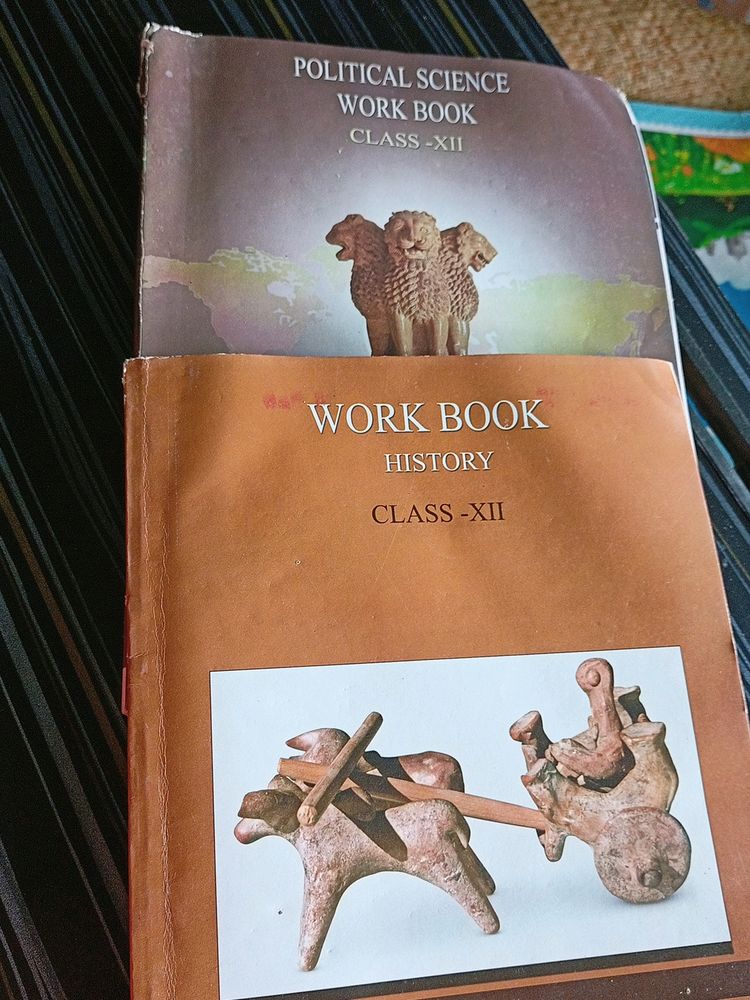 POLITICAL SCIENCE
WORK BOOK
CLASS -XII
WORK BOOK
HISTORY
CLASS -XII